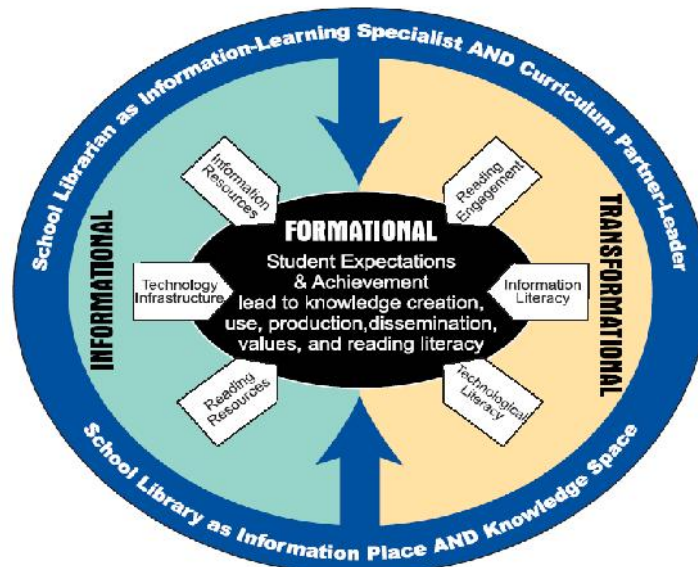 School Librarian as Information-Learning Specialist AND Curriculum Partner-Leader
INFORMATIONAL
Information
Resources
Technology
Infrastructure
Reading
Resources
FORMATIONAL
Student Expectations
& Achievement
lead to knowledge creation,
use, production,dissemination,
values, and reading literacy
Reading
Engagement
Information
Literacy
Technological
Literacy
TRANSFORMATIONAL
School Library as Information Place AND Knowledge Space